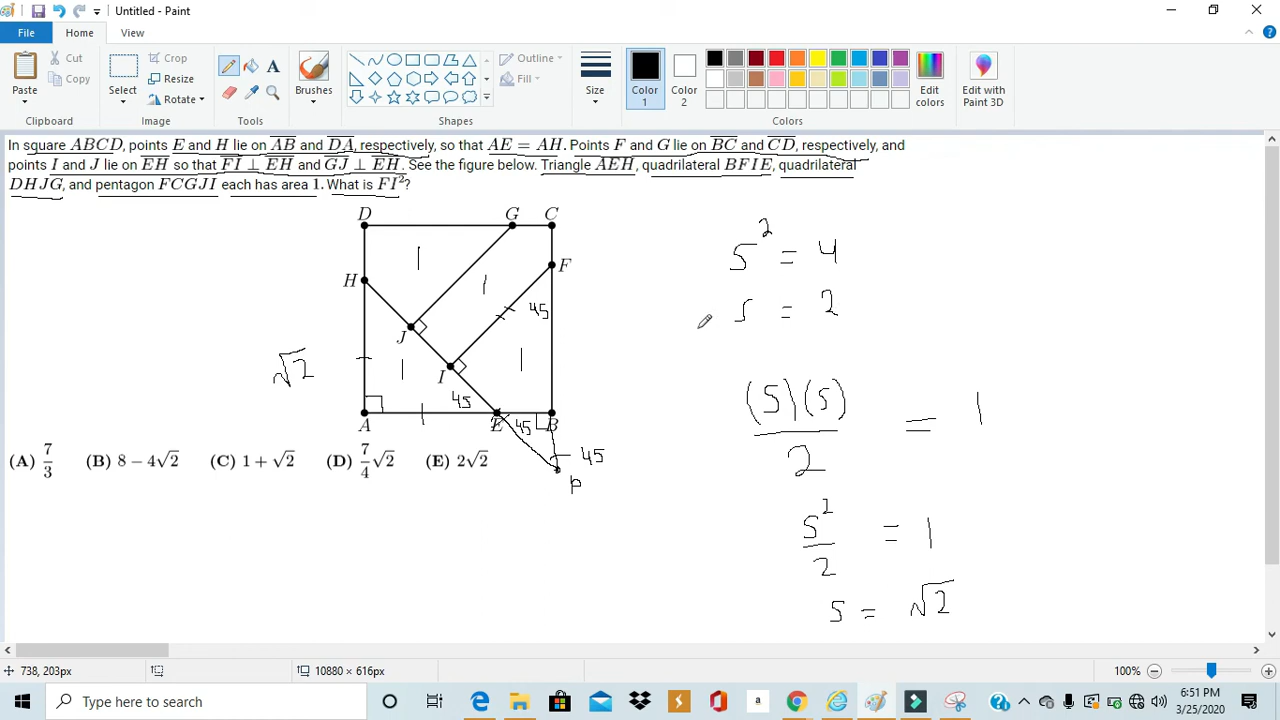 Untitled - Paint
File Home View
Paste Cut Copy Clipboard
Select Crop Resize Rotate Image
Tools
Brushes
Outline Fill Shapes
Size
Color 1 Color 2 Edit colors Colors
Edit with Paint 3D
In square ABCD, points E and H lie on AB and DA, respectively, so that AE = AH. Points F and G lie on BC and CD, respectively, and
points I and J lie on EH so that FI ⊥ EH and GJ ⊥ EH. See the figure below. Triangle AEH, quadrilateral BFIE, quadrilateral
DHJG, and pentagon FCGJI each has area 1. What is FI²?
D G C
H F
J I
A E B
1 1 1 1
45 45 45 45
√2
P
(A) 7/3 (B) 8 − 4√2 (C) 1 + √2 (D) 7/4 √2 (E) 2√2
s² = 4
s = 2
(s)(s)/2 = 1
s²/2 = 1
s = √2
738, 203px 10880 × 616px 100%
Type here to search
a
6:51 PM
3/25/2020